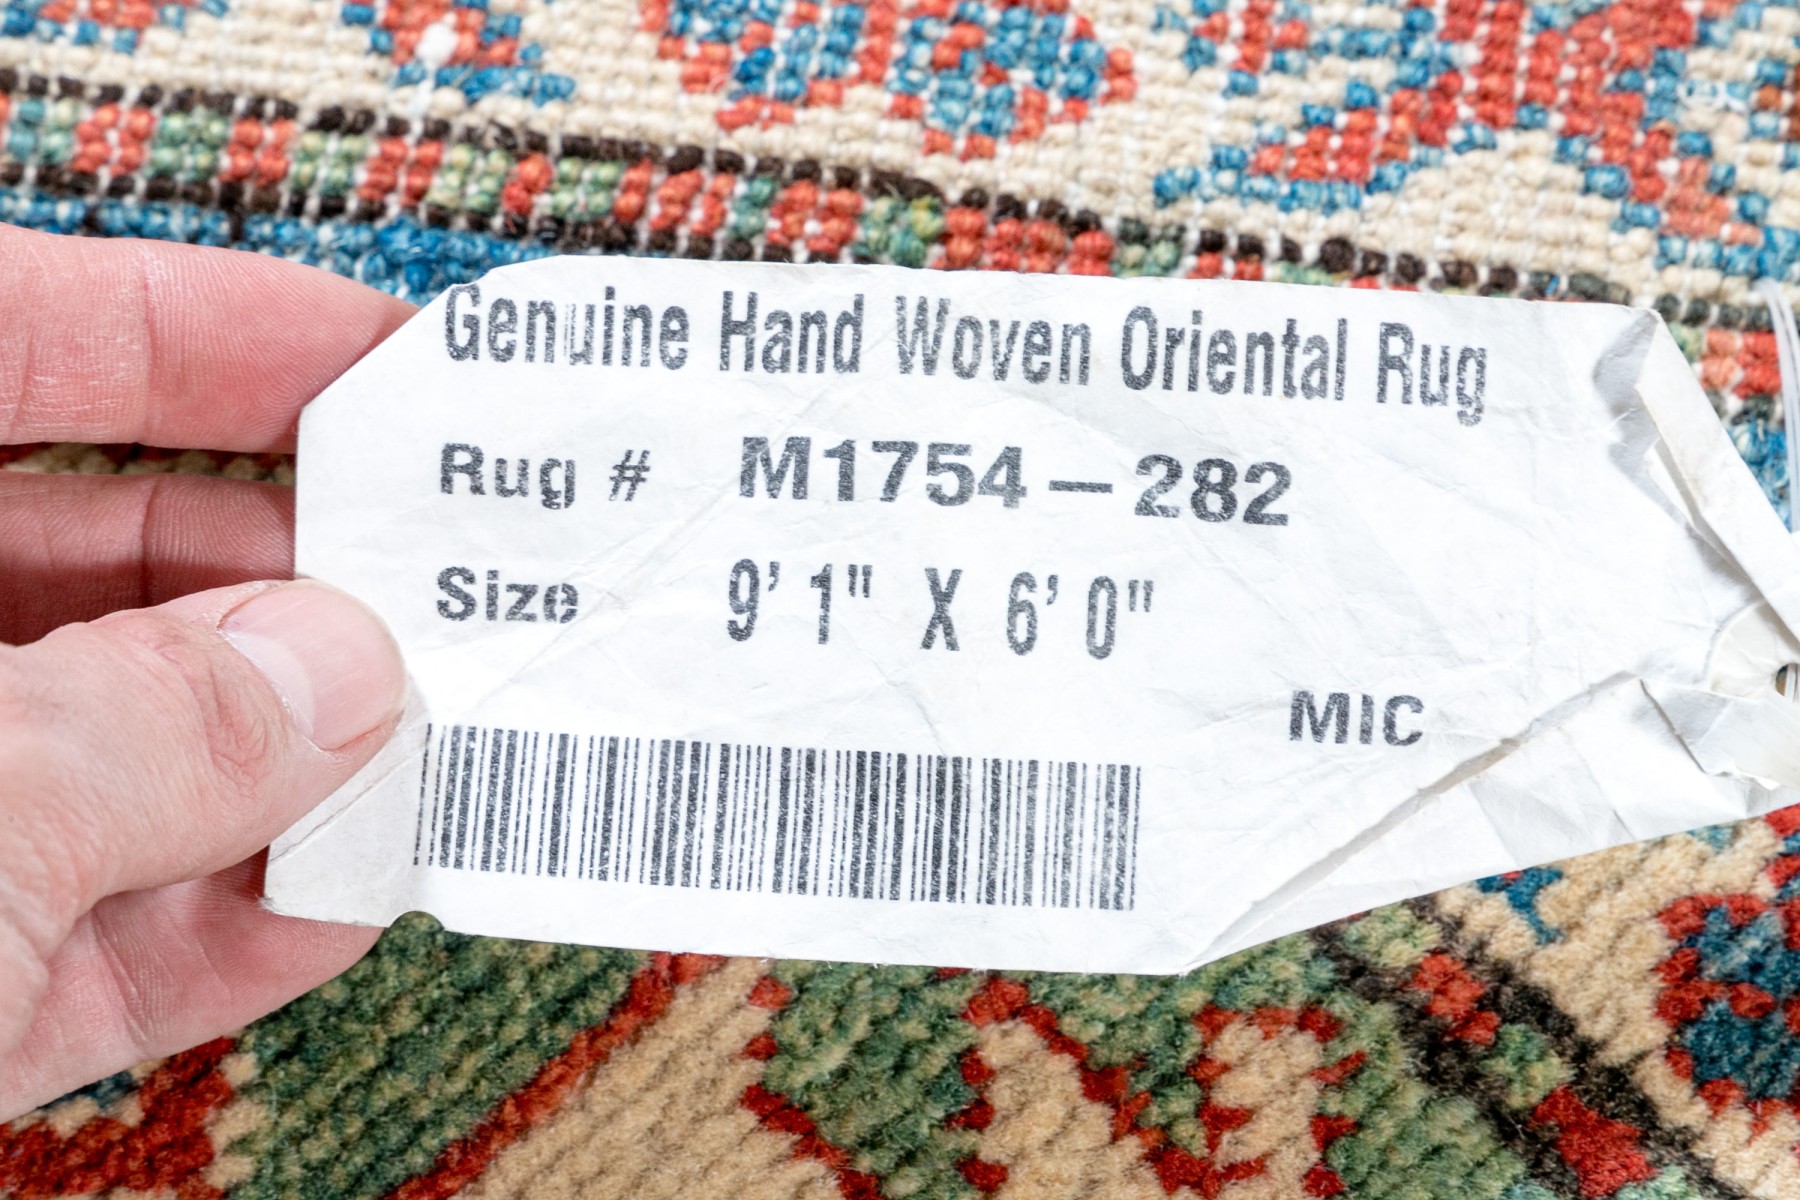 Genuine Hand Woven Oriental Rug
Rug # M1754-282
Size 9' 1" X 6' 0"
MIC